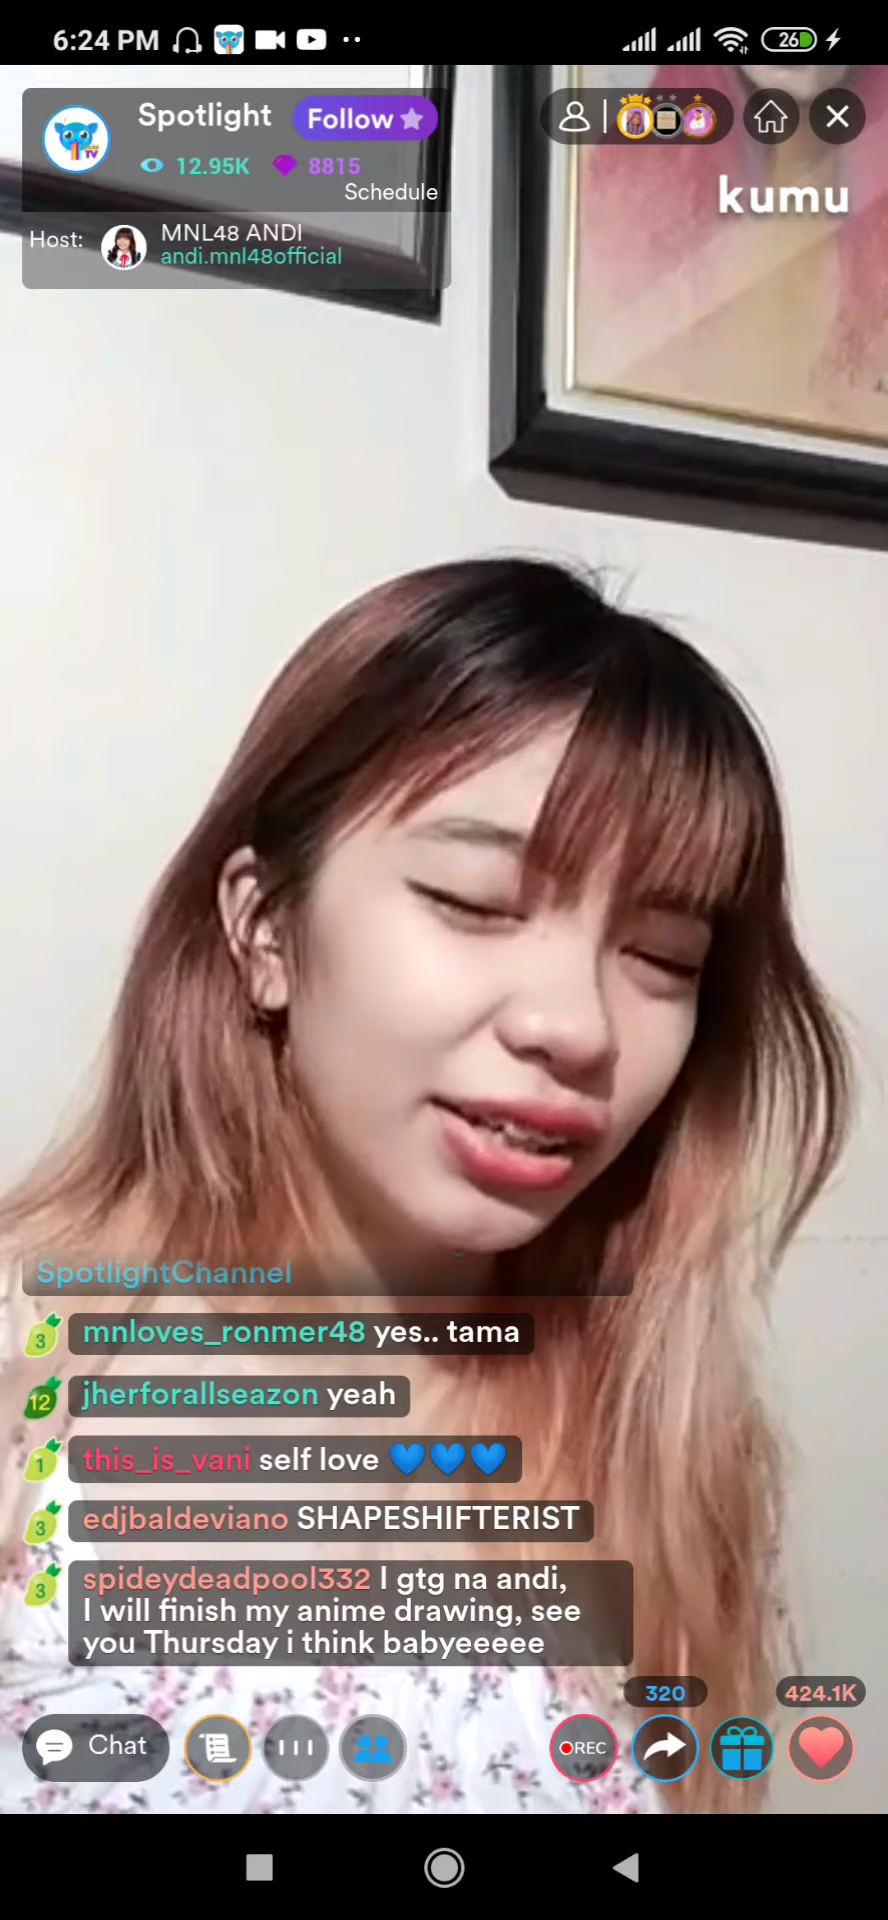 6:24 PM
26
Spotlight
Follow
12.95K
8815
Schedule
kumu
Host:
MNL48 ANDI
andi.mnl48official
TV
SpotlightChannel
3
mnloves_ronmer48 yes.. tama
12
jherforallseazon yeah
1
this_is_vani self love 💙💙💙
3
edjbaldeviano SHAPESHIFTERIST
3
spideydeadpool332 I gtg na andi,
I will finish my anime drawing, see
you Thursday i think babyeeeee
320
424.1K
Chat
REC